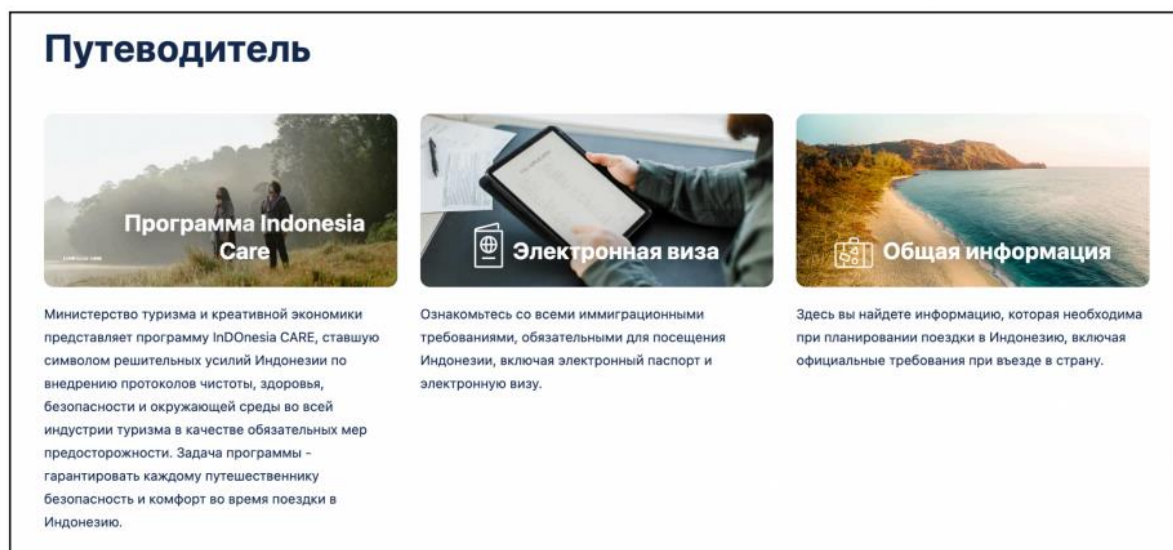 Путеводитель
Программа Indonesia
Care
Электронная виза
Общая информация
Министерство туризма и креативной экономики
представляет программу InDOnesia CARE, ставшую
символом решительных усилий Индонезии по
внедрению протоколов чистоты, здоровья,
безопасности и окружающей среды во всей
индустрии туризма в качестве обязательных мер
предосторожности. Задача программы -
гарантировать каждому путешественнику
безопасность и комфорт во время поездки в
Индонезию.
Ознакомьтесь со всеми иммиграционными
требованиями, обязательными для посещения
Индонезии, включая электронный паспорт и
электронную визу.
Здесь вы найдете информацию, которая необходима
при планировании поездки в Индонезию, включая
официальные требования при въезде в страну.